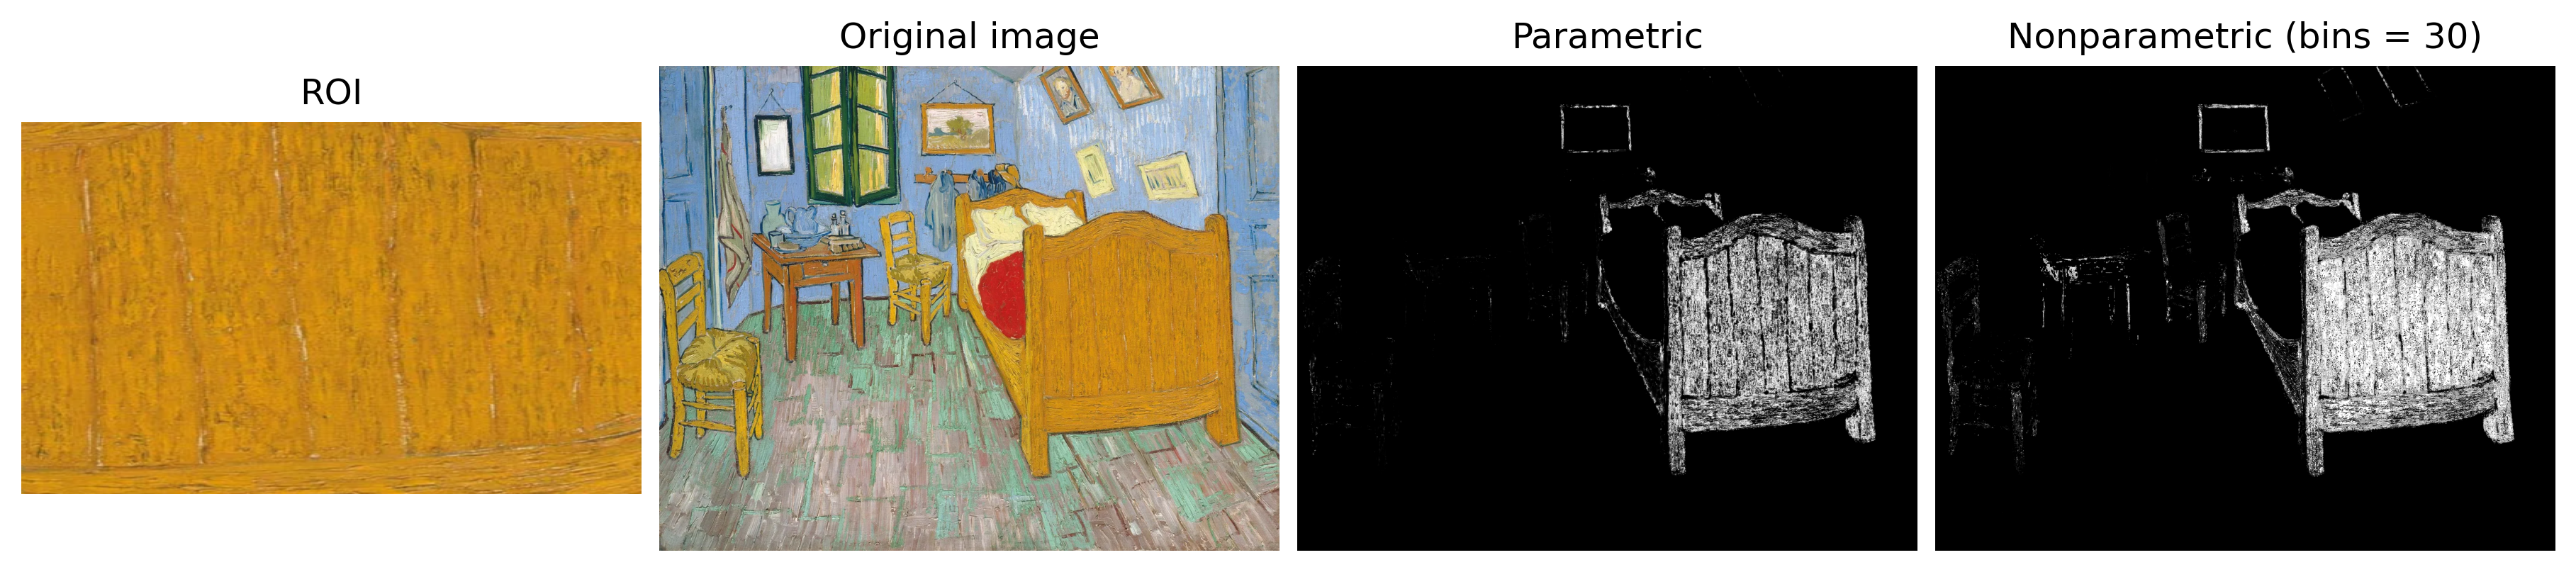 ROI
Original image
Parametric
Nonparametric (bins = 30)